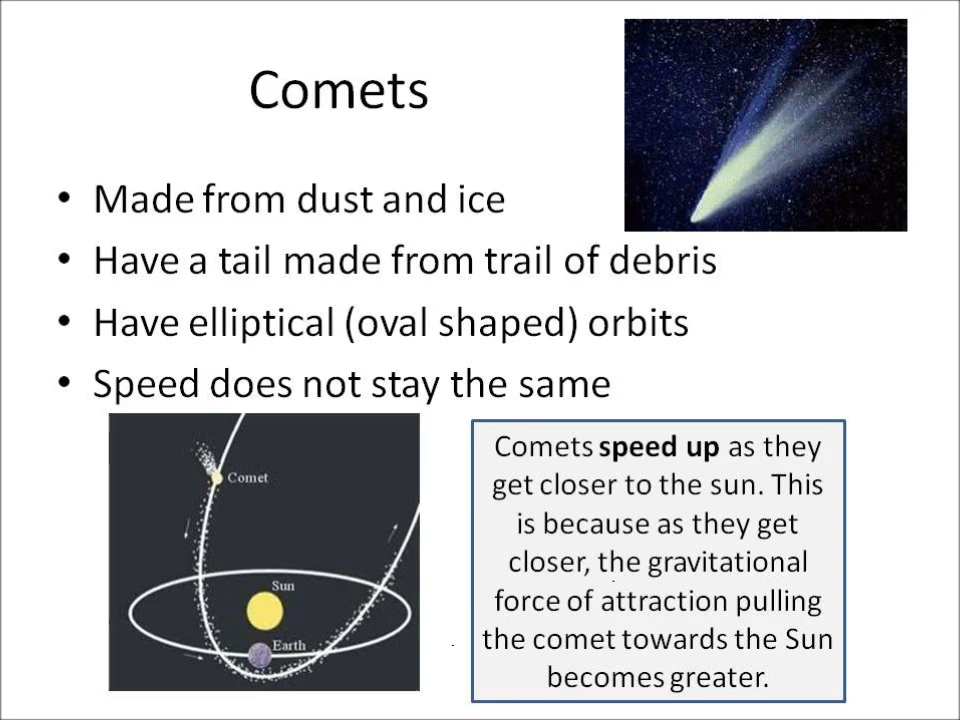 Comets
• Made from dust and ice
• Have a tail made from trail of debris
• Have elliptical (oval shaped) orbits
• Speed does not stay the same
Comet
Sun
Earth
Comets speed up as they
get closer to the sun. This
is because as they get
closer, the gravitational
force of attraction pulling
the comet towards the Sun
becomes greater.